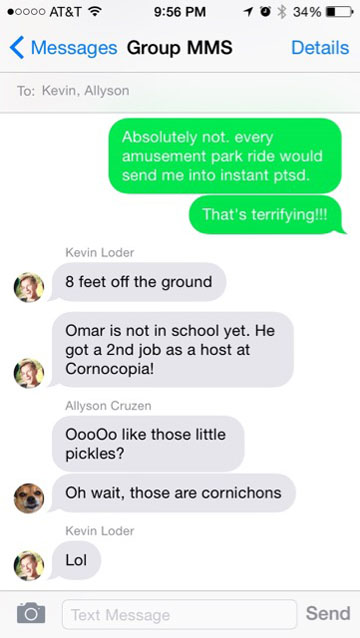 AT&T 9:56 PM 34%
Messages Group MMS Details
To: Kevin, Allyson
Absolutely not. every
amusement park ride would
send me into instant ptsd.
That's terrifying!!!
Kevin Loder
8 feet off the ground
Omar is not in school yet. He
got a 2nd job as a host at
Cornocopia!
Allyson Cruzen
OooOo like those little
pickles?
Oh wait, those are cornichons
Kevin Loder
Lol
Text Message Send